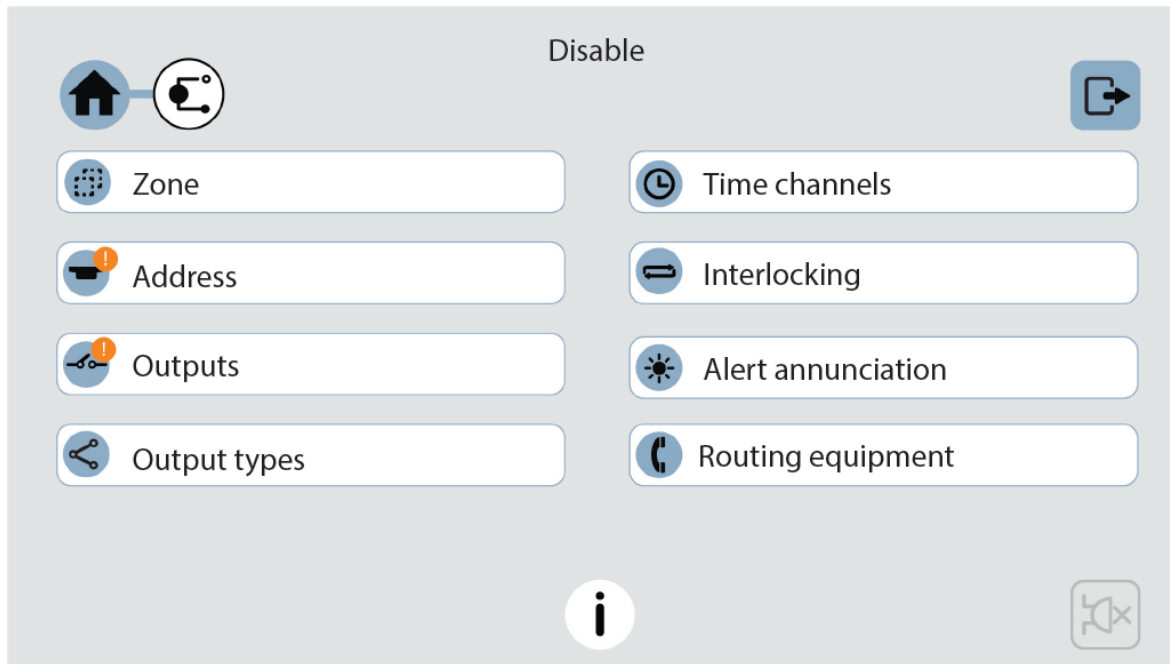 Disable
Zone
Time channels
!
Address
Interlocking
!
Outputs
Alert annunciation
Output types
Routing equipment
i